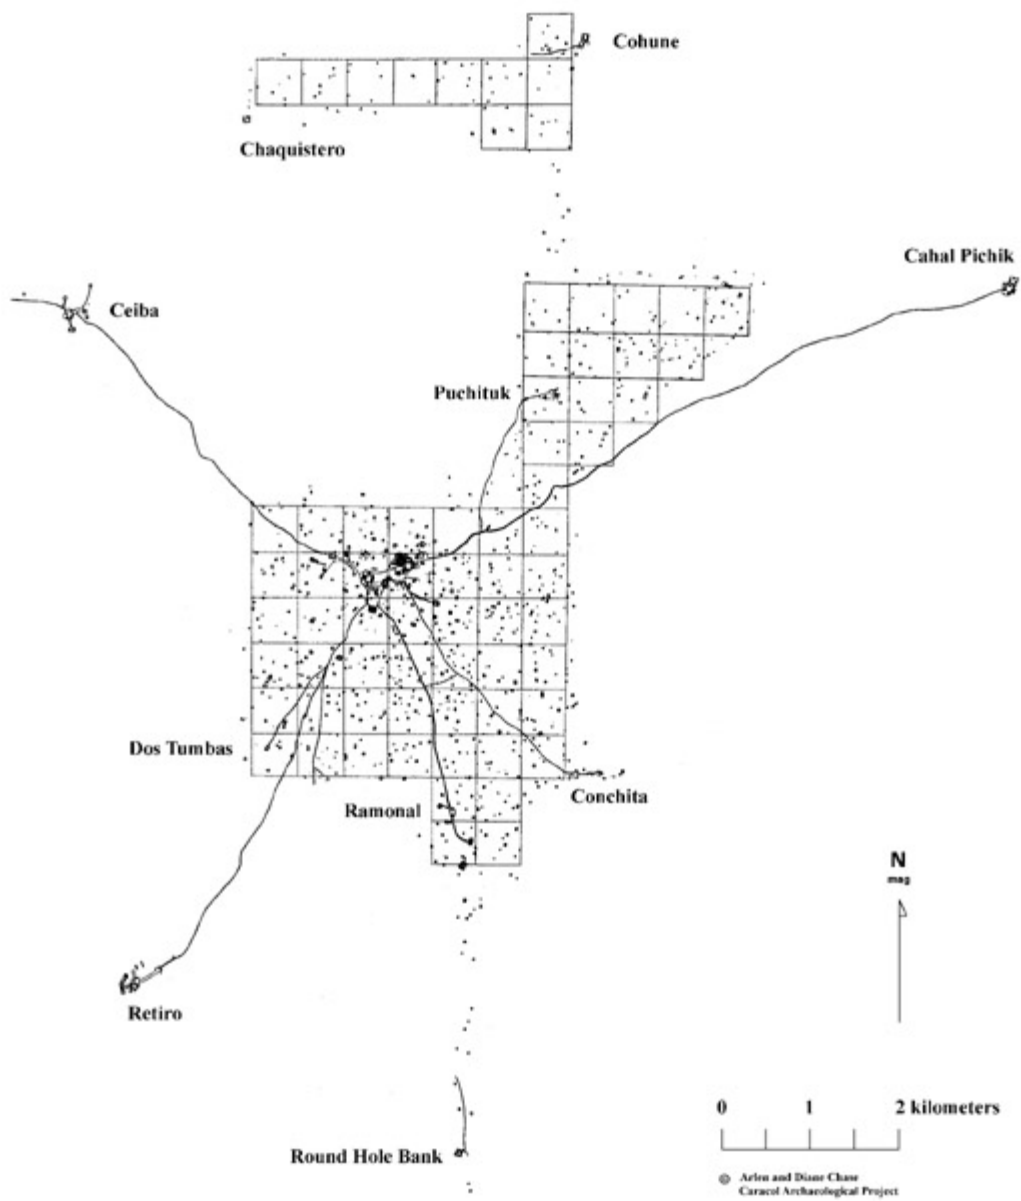 Cohune
Chaquistero
Cahal Pichik
Ceiba
Puchituk
Dos Tumbas
Ramonal
Conchita
N
mag
Retiro
0 1 2 kilometers
Round Hole Bank
© Arlen and Diane Chase
Caracol Archaeological Project